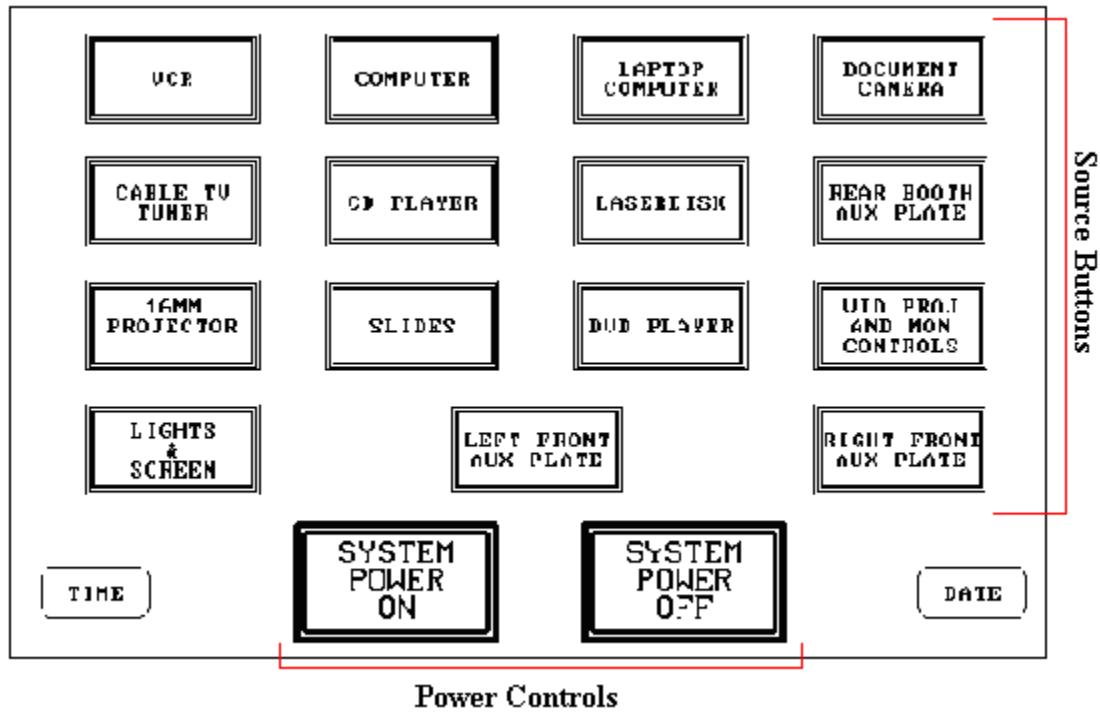 VCR
COMPUTER
LAPTOP
COMPUTER
DOCUMENT
CAMERA
CABLE TV
TUNER
CD PLAYER
LASERDISK
REAR BOOTH
AUX PLATE
16MM
PROJECTOR
SLIDES
DVD PLAYER
VID PROJ
AND MON
CONTROLS
LIGHTS
&
SCREEN
LEFT FRONT
AUX PLATE
RIGHT FRONT
AUX PLATE
Source Buttons
TIME
SYSTEM
POWER
ON
SYSTEM
POWER
OFF
DATE
Power Controls